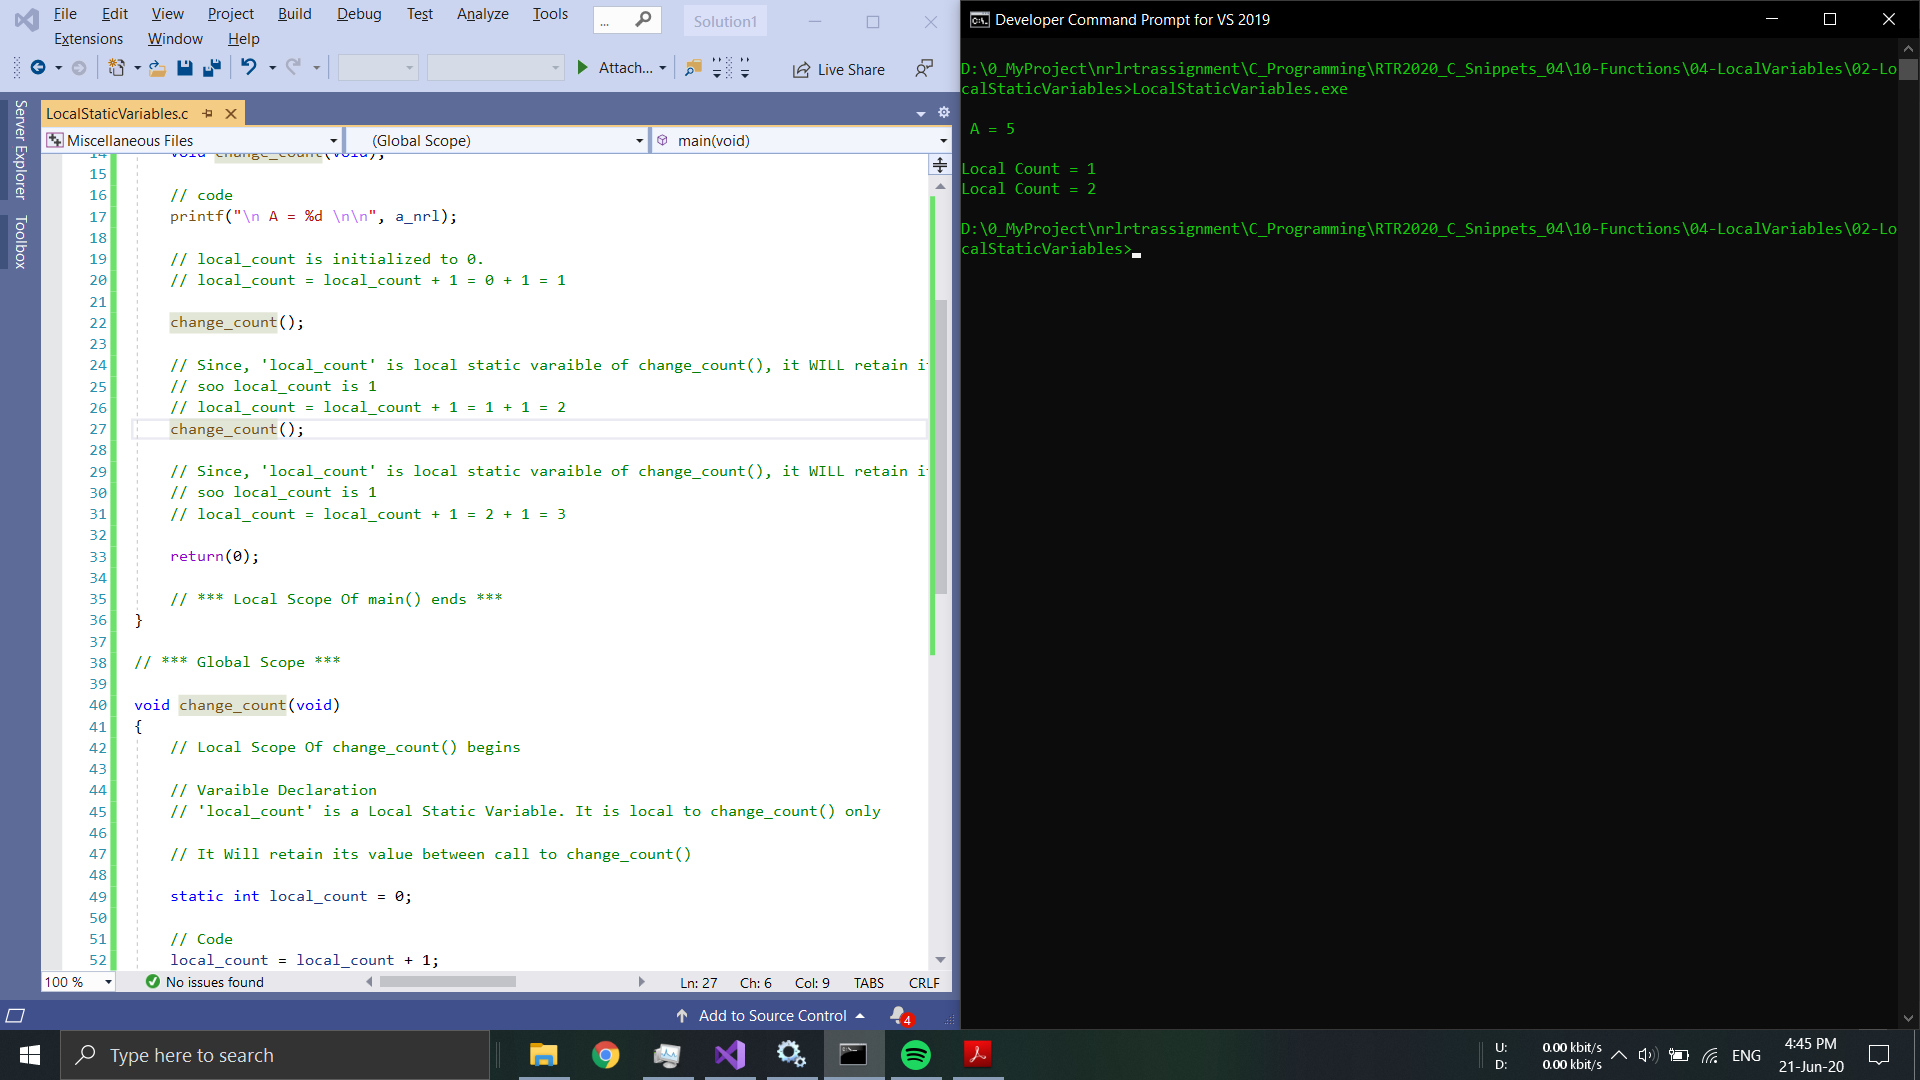 File Edit View Project Build Debug Test Analyze Tools ... Solution1
Extensions Window Help
Attach... Live Share
Server Explorer
Toolbox
LocalStaticVariables.c
Miscellaneous Files (Global Scope) main(void)
14 void change_count(void);
15
16 // code
17 printf("\n A = %d \n\n", a_nrl);
18
19 // local_count is initialized to 0.
20 // local_count = local_count + 1 = 0 + 1 = 1
21
22 change_count();
23
24 // Since, 'local_count' is local static varaible of change_count(), it WILL retain
25 // soo local_count is 1
26 // local_count = local_count + 1 = 1 + 1 = 2
27 change_count();
28
29 // Since, 'local_count' is local static varaible of change_count(), it WILL retain
30 // soo local_count is 1
31 // local_count = local_count + 1 = 2 + 1 = 3
32
33 return(0);
34
35 // *** Local Scope Of main() ends ***
36 }
37
38 // *** Global Scope ***
39
40 void change_count(void)
41 {
42 // Local Scope Of change_count() begins
43
44 // Varaible Declaration
45 // 'local_count' is a Local Static Variable. It is local to change_count() only
46
47 // It Will retain its value between call to change_count()
48
49 static int local_count = 0;
50
51 // Code
52 local_count = local_count + 1;
100 % No issues found Ln: 27 Ch: 6 Col: 9 TABS CRLF
Add to Source Control 4
Developer Command Prompt for VS 2019
D:\0_MyProject\nrlrtrassignment\C_Programming\RTR2020_C_Snippets_04\10-Functions\04-LocalVariables\02-Lo
calStaticVariables>LocalStaticVariables.exe
A = 5
Local Count = 1
Local Count = 2
D:\0_MyProject\nrlrtrassignment\C_Programming\RTR2020_C_Snippets_04\10-Functions\04-LocalVariables\02-Lo
calStaticVariables>
Type here to search
U: 0.00 kbit/s
D: 0.00 kbit/s
ENG
4:45 PM
21-Jun-20